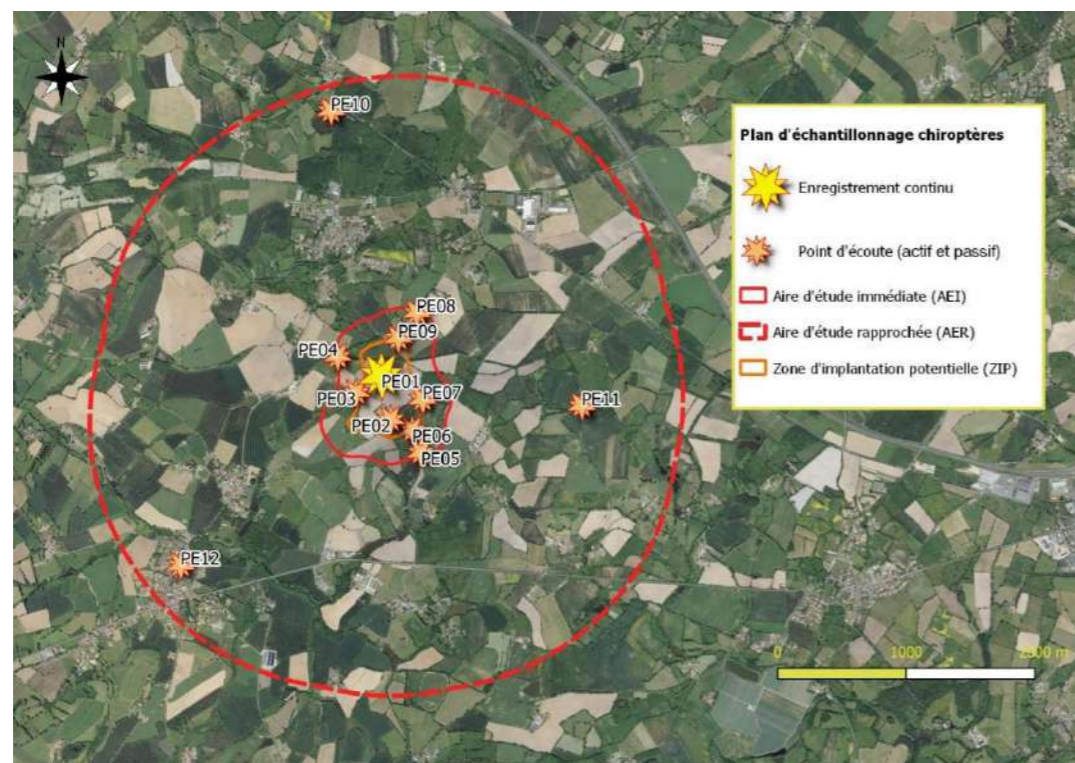 N
PE10
Plan d'échantillonnage chiroptères
Enregistrement continu
Point d'écoute (actif et passif)
Aire d'étude immédiate (AEI)
Aire d'étude rapprochée (AER)
Zone d'implantation potentielle (ZIP)
PE08
PE09
PE04
PE01
PE03
PE07
PE11
PE02
PE06
PE05
PE12
0 1000 2000 m